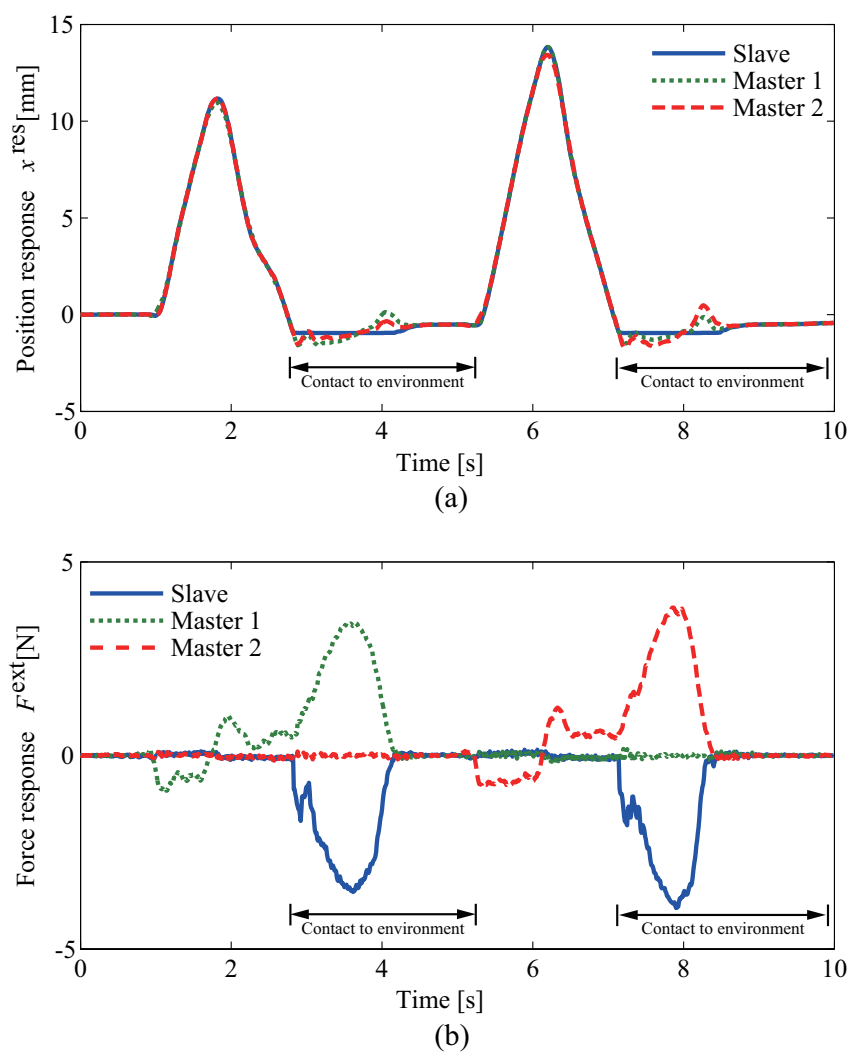 15
10
5
0
-5
Position response x^res[mm]
Slave
Master 1
Master 2
Contact to environment
Contact to environment
0 2 4 6 8 10
Time [s]
(a)
5
0
-5
Force response F^ext[N]
Slave
Master 1
Master 2
Contact to environment
Contact to environment
0 2 4 6 8 10
Time [s]
(b)